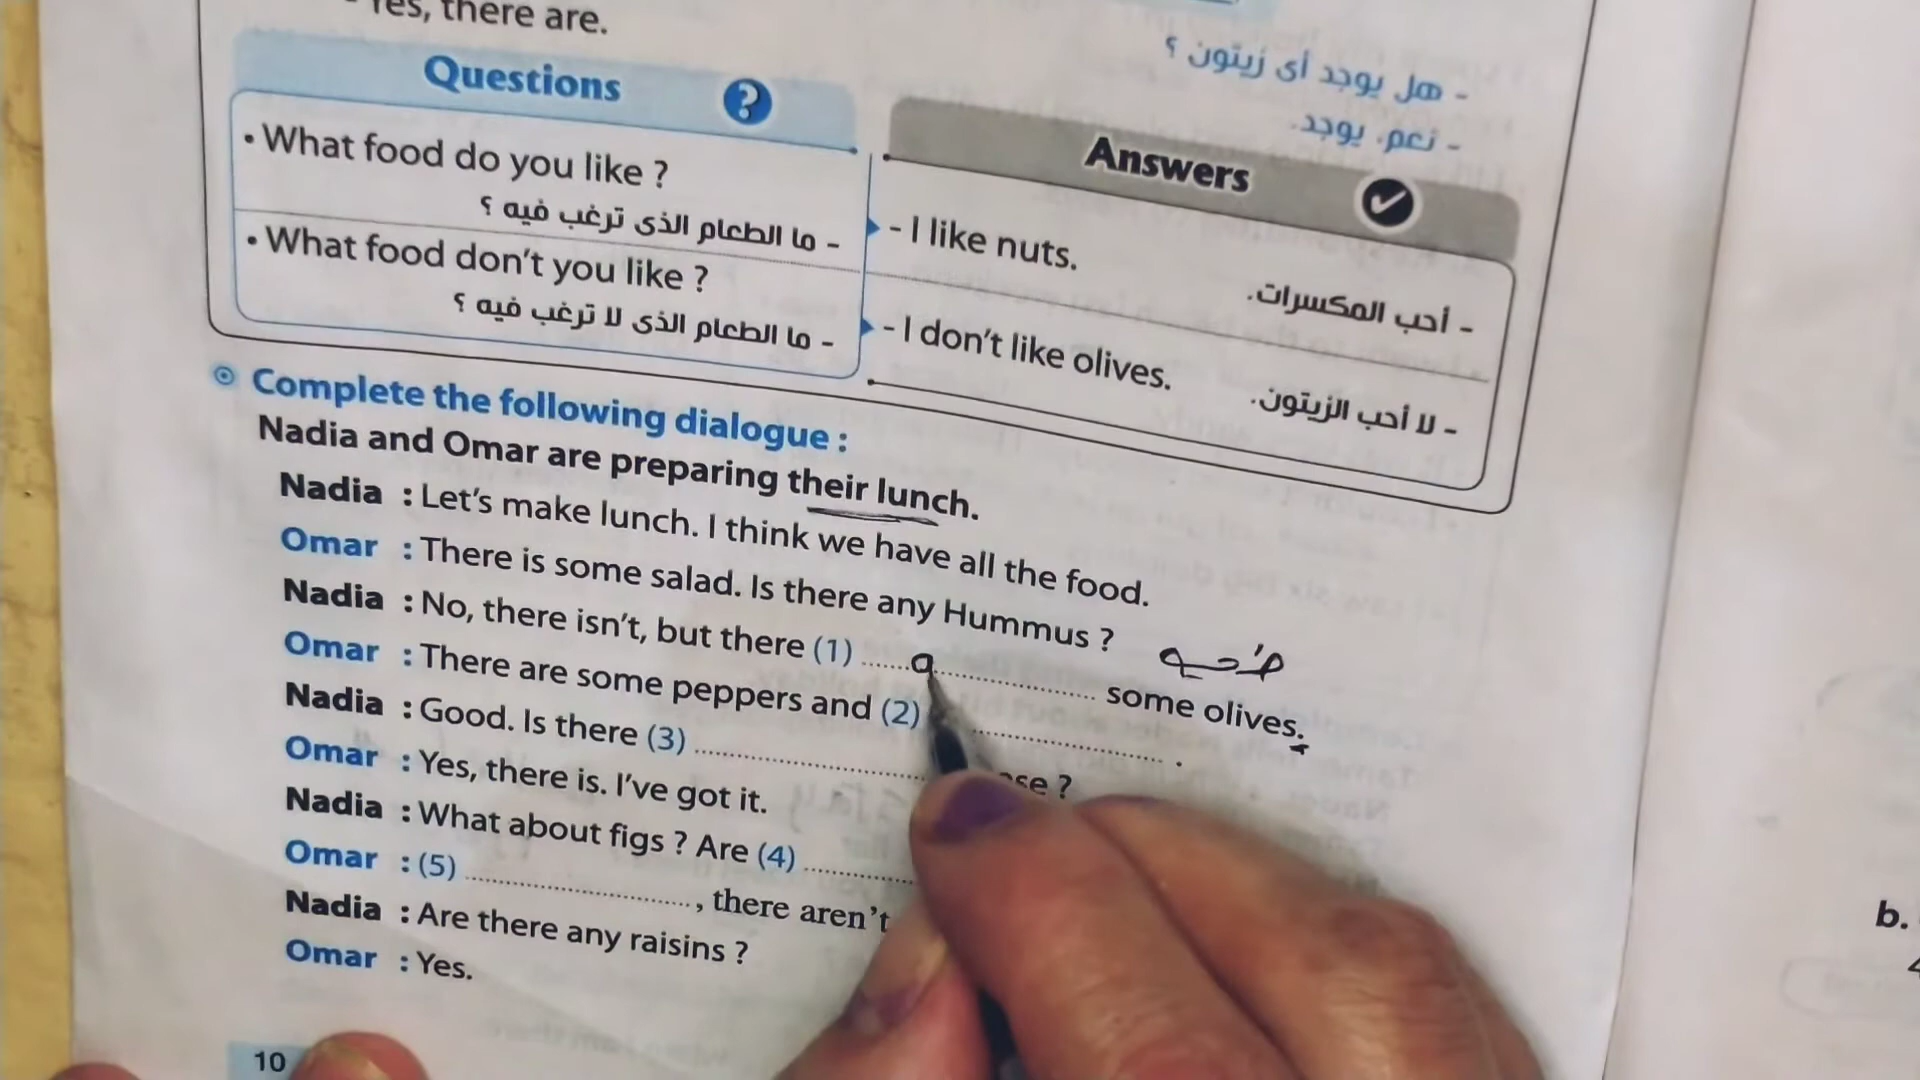 Yes, there are.
- هل يوجد أى زيتون ؟
- نعم، يوجد.
Questions ?
Answers
• What food do you like ?
- ما الطعام الذى ترغب فيه ؟
- I like nuts.
- أحب المكسرات.
• What food don't you like ?
- ما الطعام الذى لا ترغب فيه ؟
- I don't like olives.
- لا أحب الزيتون.
Complete the following dialogue :
Nadia and Omar are preparing their lunch.
Nadia : Let's make lunch. I think we have all the food.
Omar : There is some salad. Is there any Hummus ?
Nadia : No, there isn't, but there (1) ......a.................... some olives.
Omar : There are some peppers and (2) .................... .
Nadia : Good. Is there (3) ........................ ?
Omar : Yes, there is. I've got it.
Nadia : What about figs ? Are (4) ............
Omar : (5) ........................, there aren't
Nadia : Are there any raisins ?
Omar : Yes.
10
b.